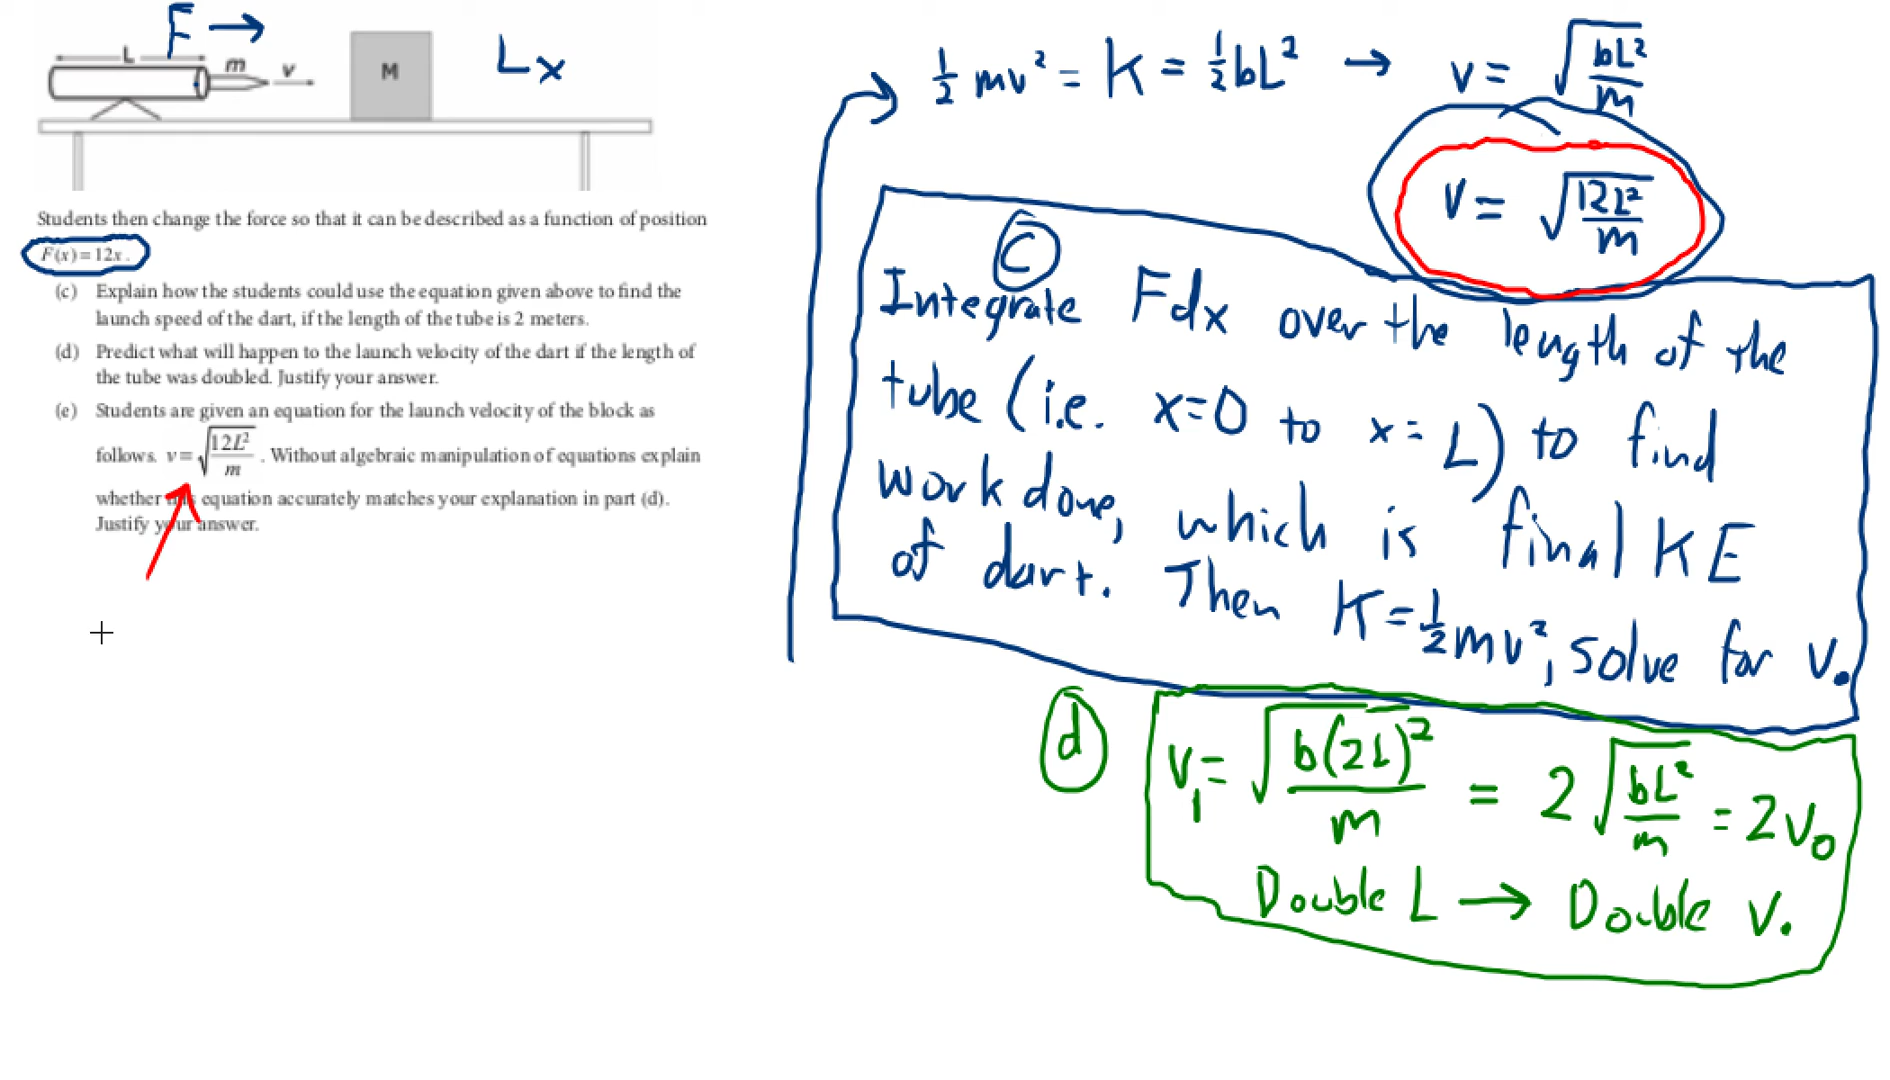 F →
L
m
v
M
L x
Students then change the force so that it can be described as a function of position
F(x) = 12x.
(c) Explain how the students could use the equation given above to find the
launch speed of the dart, if the length of the tube is 2 meters.
(d) Predict what will happen to the launch velocity of the dart if the length of
the tube was doubled. Justify your answer.
(e) Students are given an equation for the launch velocity of the block as
follows. v = √(12L²/m). Without algebraic manipulation of equations explain
whether equation accurately matches your explanation in part (d).
Justify your answer.
½ mv² = K = ½ bL² → v = √(bL²/m)
v = √(12L²/m)
C
Integrate Fdx over the length of the
tube (i.e. x=0 to x=L) to find
work done, which is final KE
of dart. Then K=½mv², solve for v.
d
v₁ = √(b(2L)²/m) = 2√(bL²/m) = 2v₀
Double L → Double v.